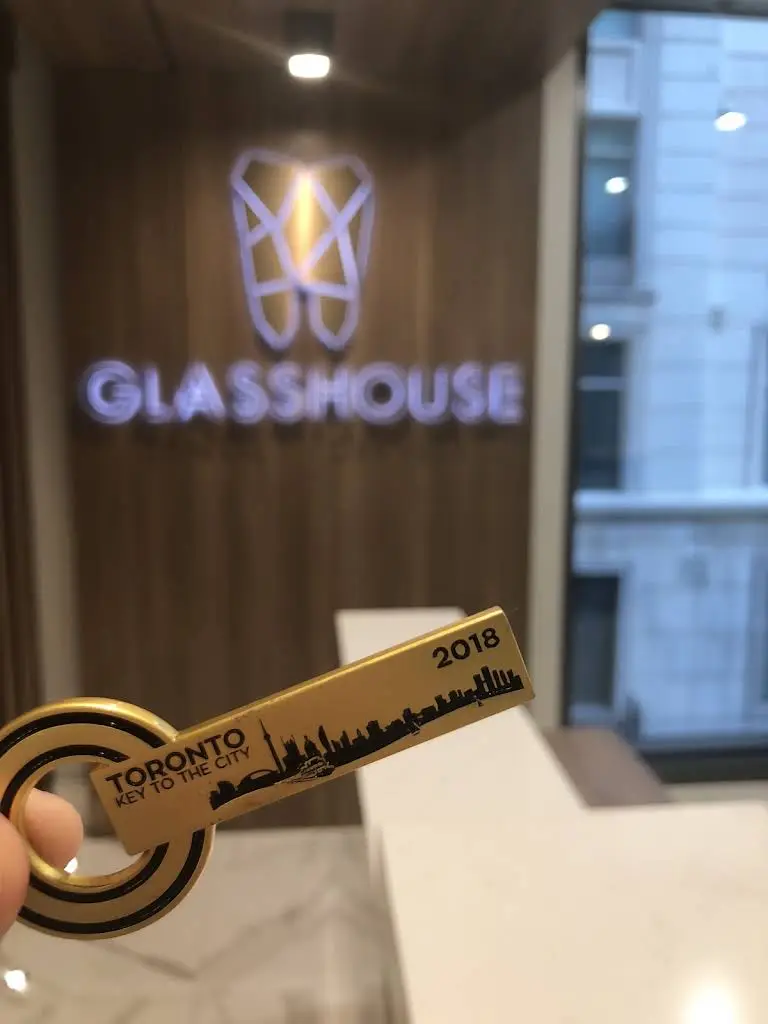 GLASSHOUSE
2018
TORONTO
KEY TO THE CITY